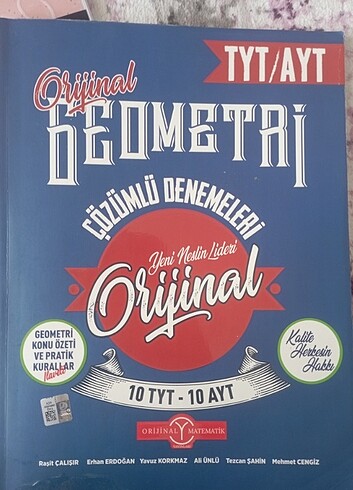 TYT/AYT
Orijinal
GEOMETRİ
ÇÖZÜMLÜ DENEMELERİ
Yeni Neslin Lideri
Orijinal
GEOMETRİ
KONU ÖZETİ
VE PRATİK
KURALLAR
İlaveli
Kalite
Herkesin
Hakkı
10 TYT - 10 AYT
ORİJİNAL MATEMATİK
Raşit ÇALIŞIR Erhan ERDOĞAN Yavuz KORKMAZ Ali ÜNLÜ Tezcan ŞAHİN Mehmet CENGİZ